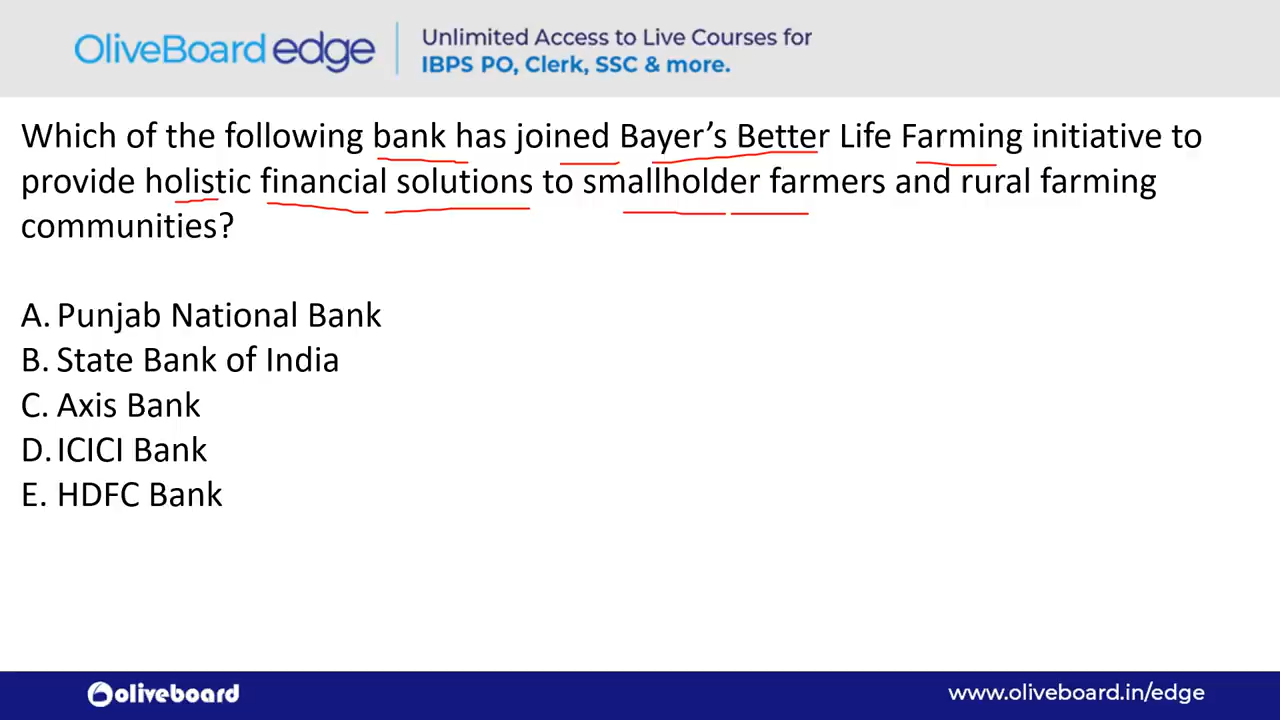 OliveBoard edge
Unlimited Access to Live Courses for
IBPS PO, Clerk, SSC & more.
Which of the following bank has joined Bayer’s Better Life Farming initiative to
provide holistic financial solutions to smallholder farmers and rural farming
communities?
A. Punjab National Bank
B. State Bank of India
C. Axis Bank
D. ICICI Bank
E. HDFC Bank
oliveboard
www.oliveboard.in/edge